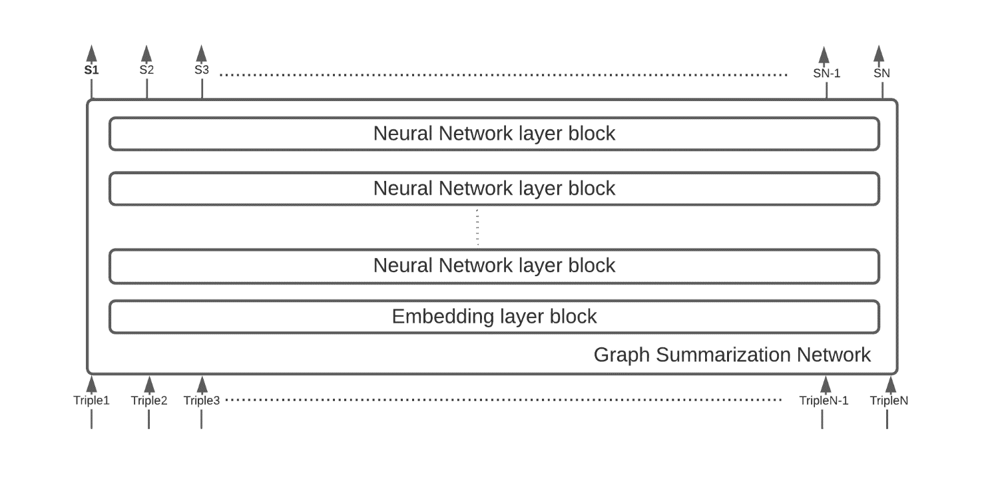 S1 S2 S3 SN-1 SN
Neural Network layer block
Neural Network layer block
Neural Network layer block
Embedding layer block
Graph Summarization Network
Triple1 Triple2 Triple3 TripleN-1 TripleN